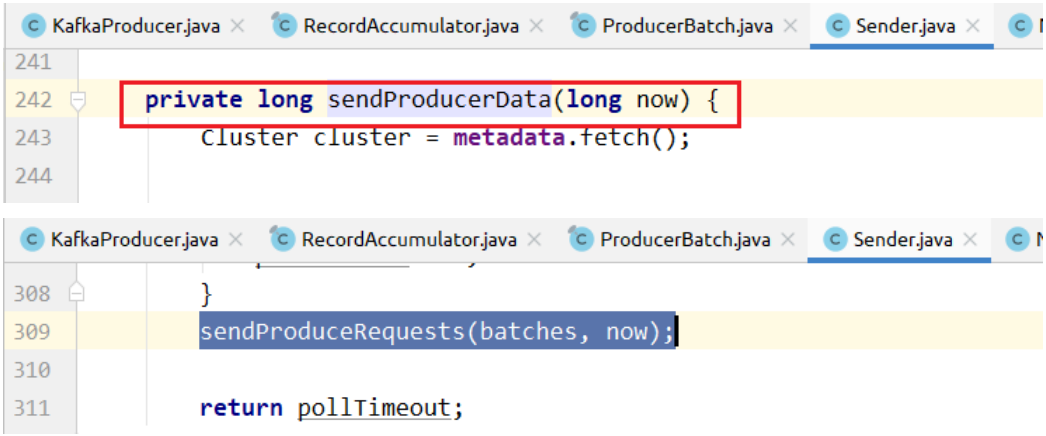 KafkaProducer.java × RecordAccumulator.java × ProducerBatch.java × Sender.java ×
241
242 private long sendProducerData(long now) {
243 Cluster cluster = metadata.fetch();
244
KafkaProducer.java × RecordAccumulator.java × ProducerBatch.java × Sender.java ×
308 }
309 sendProduceRequests(batches, now);
310
311 return pollTimeout;